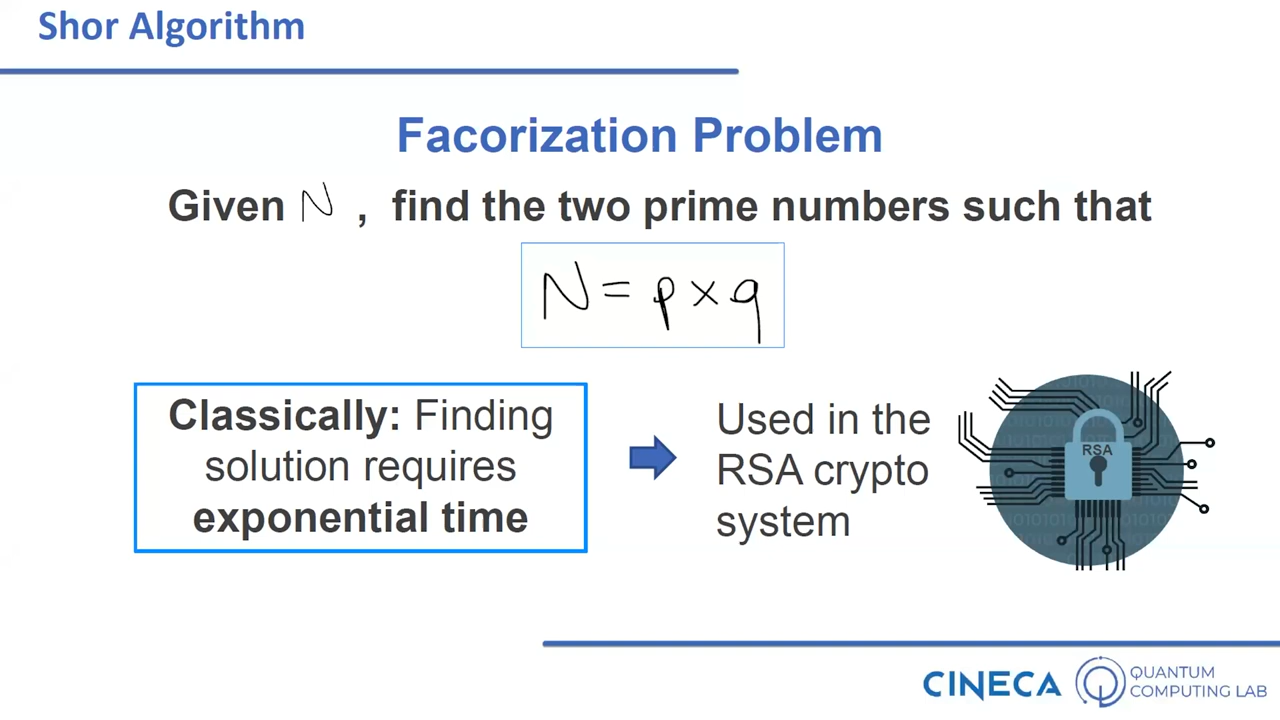 Shor Algorithm
Facorization Problem
Given N , find the two prime numbers such that
N = p × q
Classically: Finding
solution requires
exponential time
Used in the
RSA crypto
system
RSA
CINECA
QUANTUM
COMPUTING LAB